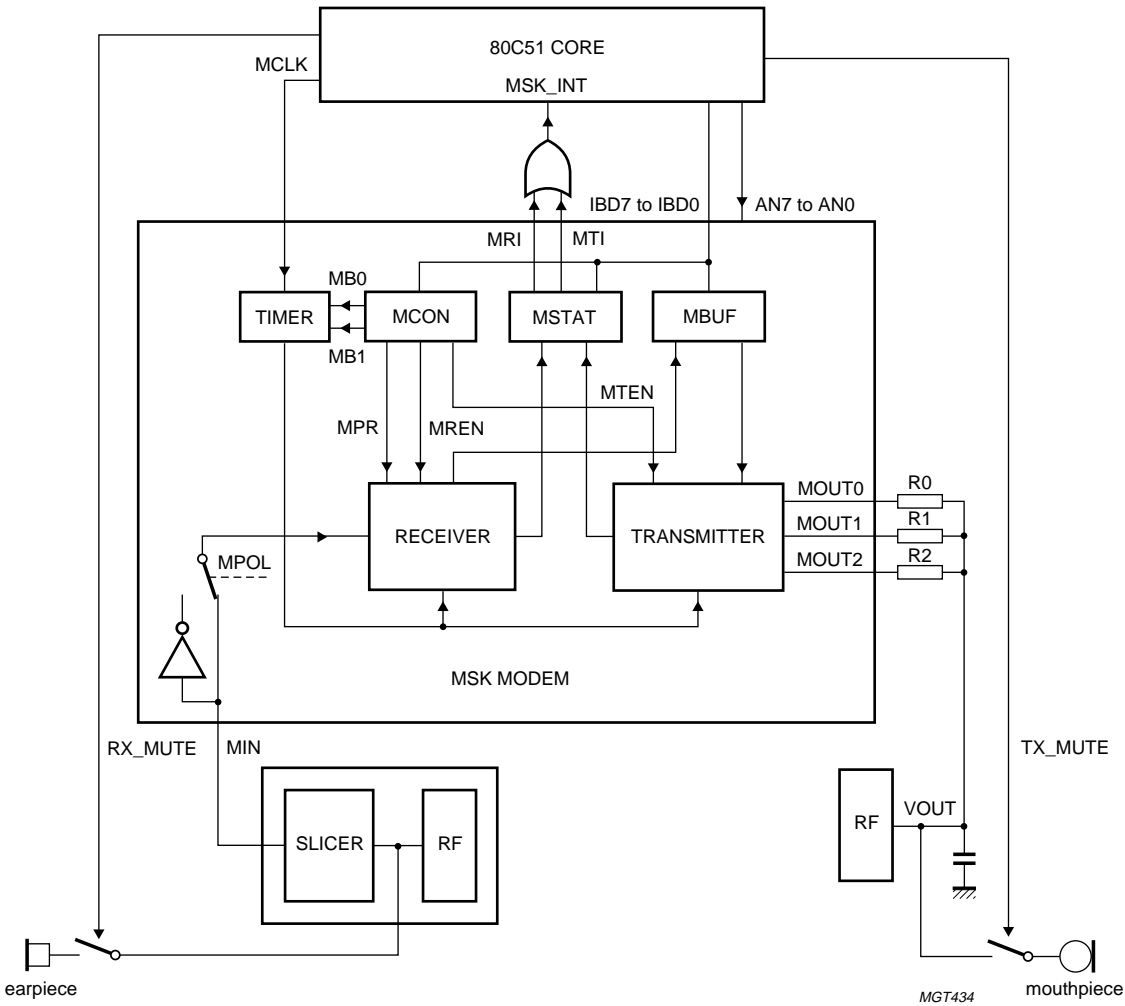 80C51 CORE
MCLK
MSK_INT
IBD7 to IBD0
AN7 to AN0
MRI
MTI
MB0
TIMER
MCON
MSTAT
MBUF
MB1
MTEN
MPR
MREN
MOUT0
R0
RECEIVER
TRANSMITTER
MOUT1
R1
MPOL
MOUT2
R2
MSK MODEM
RX_MUTE
MIN
TX_MUTE
SLICER
RF
RF
VOUT
earpiece
MGT434
mouthpiece